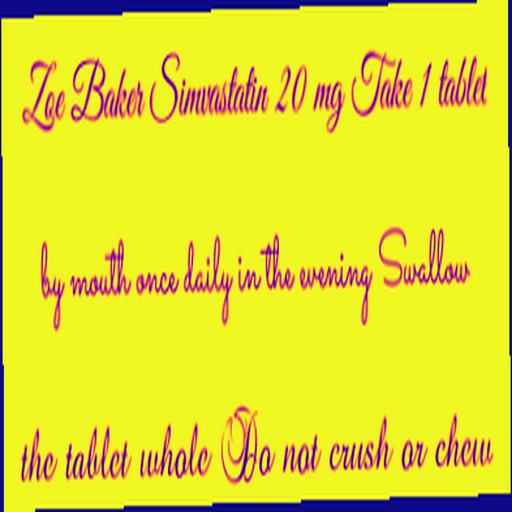 Zoe Baker Simvastatin 20 mg Take 1 tablet
by mouth once daily in the evening Swallow
the tablet whole Do not crush or chew